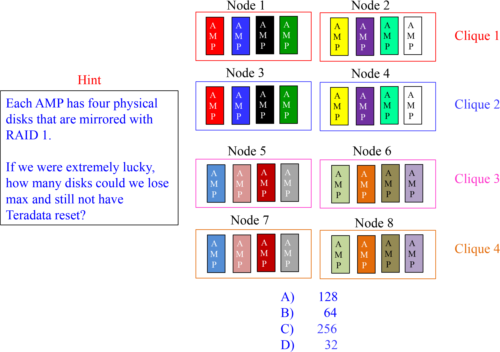 Node 1
Node 2
A
M
P
A
M
P
A
M
P
A
M
P
A
M
P
A
M
P
A
M
P
A
M
P
Clique 1
Hint
Each AMP has four physical
disks that are mirrored with
RAID 1.
If we were extremely lucky,
how many disks could we lose
max and still not have
Teradata reset?
Node 3
Node 4
A
M
P
A
M
P
A
M
P
A
M
P
A
M
P
A
M
P
A
M
P
A
M
P
Clique 2
Node 5
Node 6
A
M
P
A
M
P
A
M
P
A
M
P
A
M
P
A
M
P
A
M
P
A
M
P
Clique 3
Node 7
Node 8
A
M
P
A
M
P
A
M
P
A
M
P
A
M
P
A
M
P
A
M
P
A
M
P
Clique 4
A) 128
B) 64
C) 256
D) 32